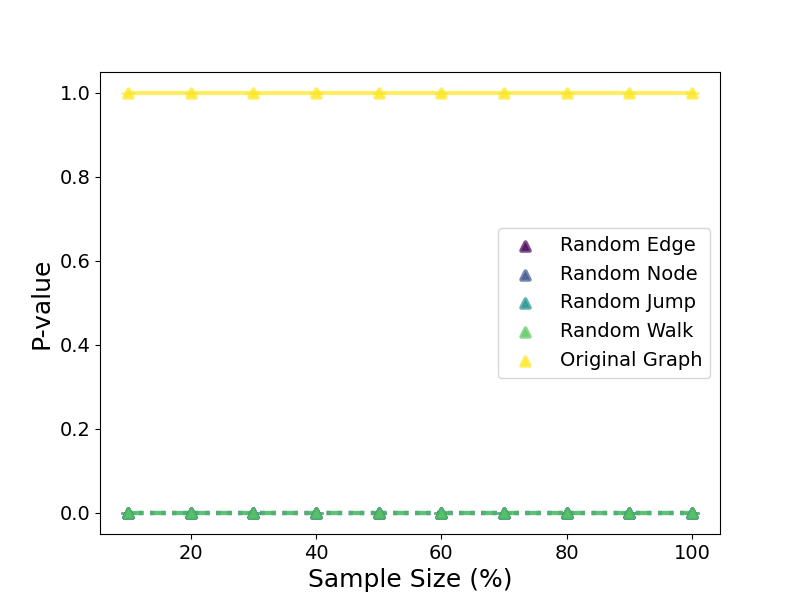 1.0
0.8
0.6
0.4
0.2
0.0
P-value
Random Edge
Random Node
Random Jump
Random Walk
Original Graph
20
40
60
80
100
Sample Size (%)